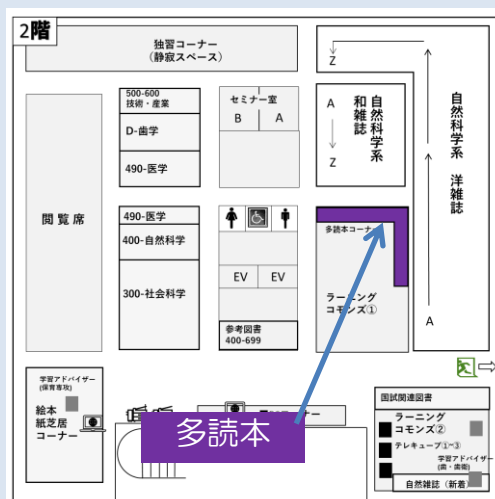 2階
独習コーナー
(静寂スペース)
Z
500-600
技術・産業
D-歯学
490-医学
セミナー室
B
A
A
Z
自然科学系
和雑誌
自然科学系 洋雑誌
閲覧席
490-医学
400-自然科学
300-社会科学
EV
EV
参考図書
400-699
多読本コーナー
ラーニング
コモンズ①
A
学習アドバイザー
(保育専攻)
絵本
紙芝居
コーナー
ナー
多読本
国試関連図書
ラーニング
コモンズ②
テレキューブ①~③
学習アドバイザー
(歯・歯衛)
自然雑誌(新着)